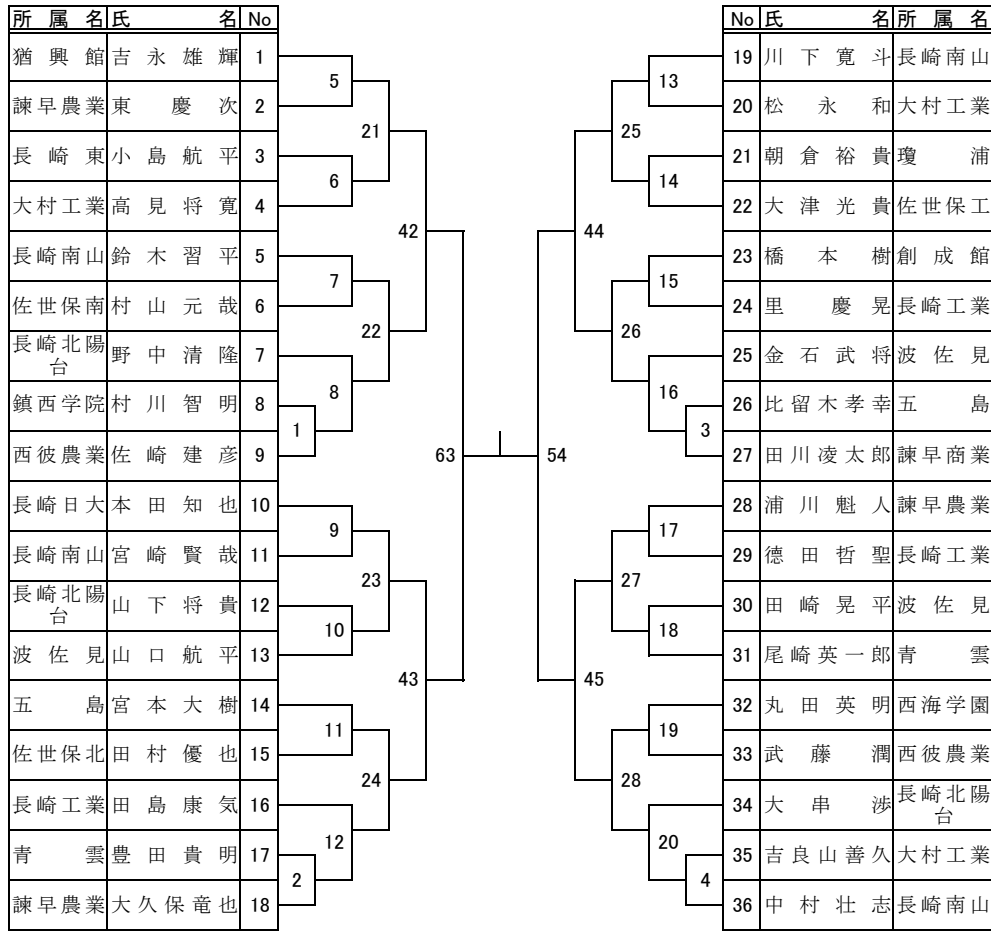 所属名 氏名 No
猶興館 吉永雄輝 1
諫早農業 東慶次 2
長崎東 小島航平 3
大村工業 高見将寛 4
長崎南山 鈴木習平 5
佐世保南 村山元哉 6
長崎北陽台 野中清隆 7
鎮西学院 村川智明 8
西彼農業 佐崎建彦 9
長崎日大 本田知也 10
長崎南山 宮崎賢哉 11
長崎北陽台 山下将貴 12
波佐見 山口航平 13
五島 宮本大樹 14
佐世保北 田村優也 15
長崎工業 田島康気 16
青雲 豊田貴明 17
諫早農業 大久保竜也 18
5
21
6
42
7
22
8
1
63
9
23
10
43
11
24
12
2
54
13
25
14
44
15
26
16
3
17
27
18
45
19
28
20
4
No 氏名 所属名
19 川下寛斗 長崎南山
20 松永和 大村工業
21 朝倉裕貴 瓊浦
22 大津光貴 佐世保工
23 橋本樹 創成館
24 里慶晃 長崎工業
25 金石武将 波佐見
26 比留木孝幸 五島
27 田川凌太郎 諫早商業
28 浦川魁人 諫早農業
29 德田哲聖 長崎工業
30 田崎晃平 波佐見
31 尾崎英一郎 青雲
32 丸田英明 西海学園
33 武藤潤 西彼農業
34 大串渉 長崎北陽台
35 吉良山善久 大村工業
36 中村壮志 長崎南山